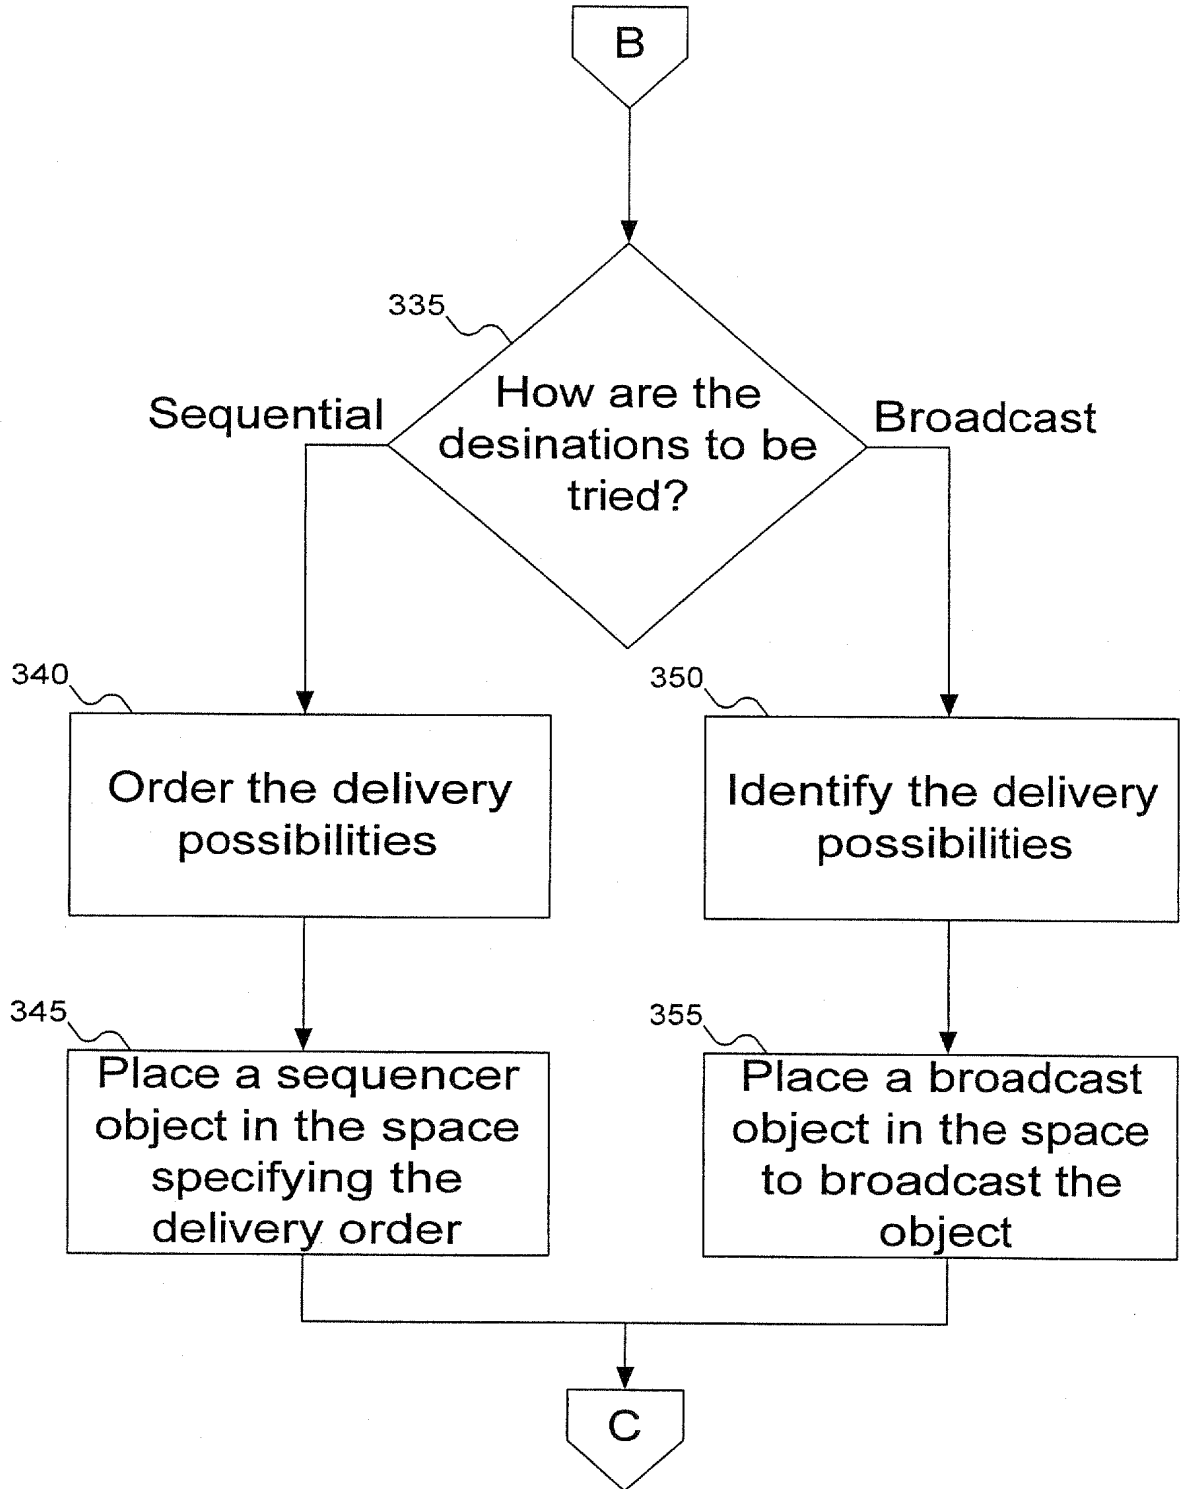 B
335
How are the
desinations to be
tried?
Sequential
Broadcast
340
Order the delivery
possibilities
350
Identify the delivery
possibilities
345
Place a sequencer
object in the space
specifying the
delivery order
355
Place a broadcast
object in the space
to broadcast the
object
C